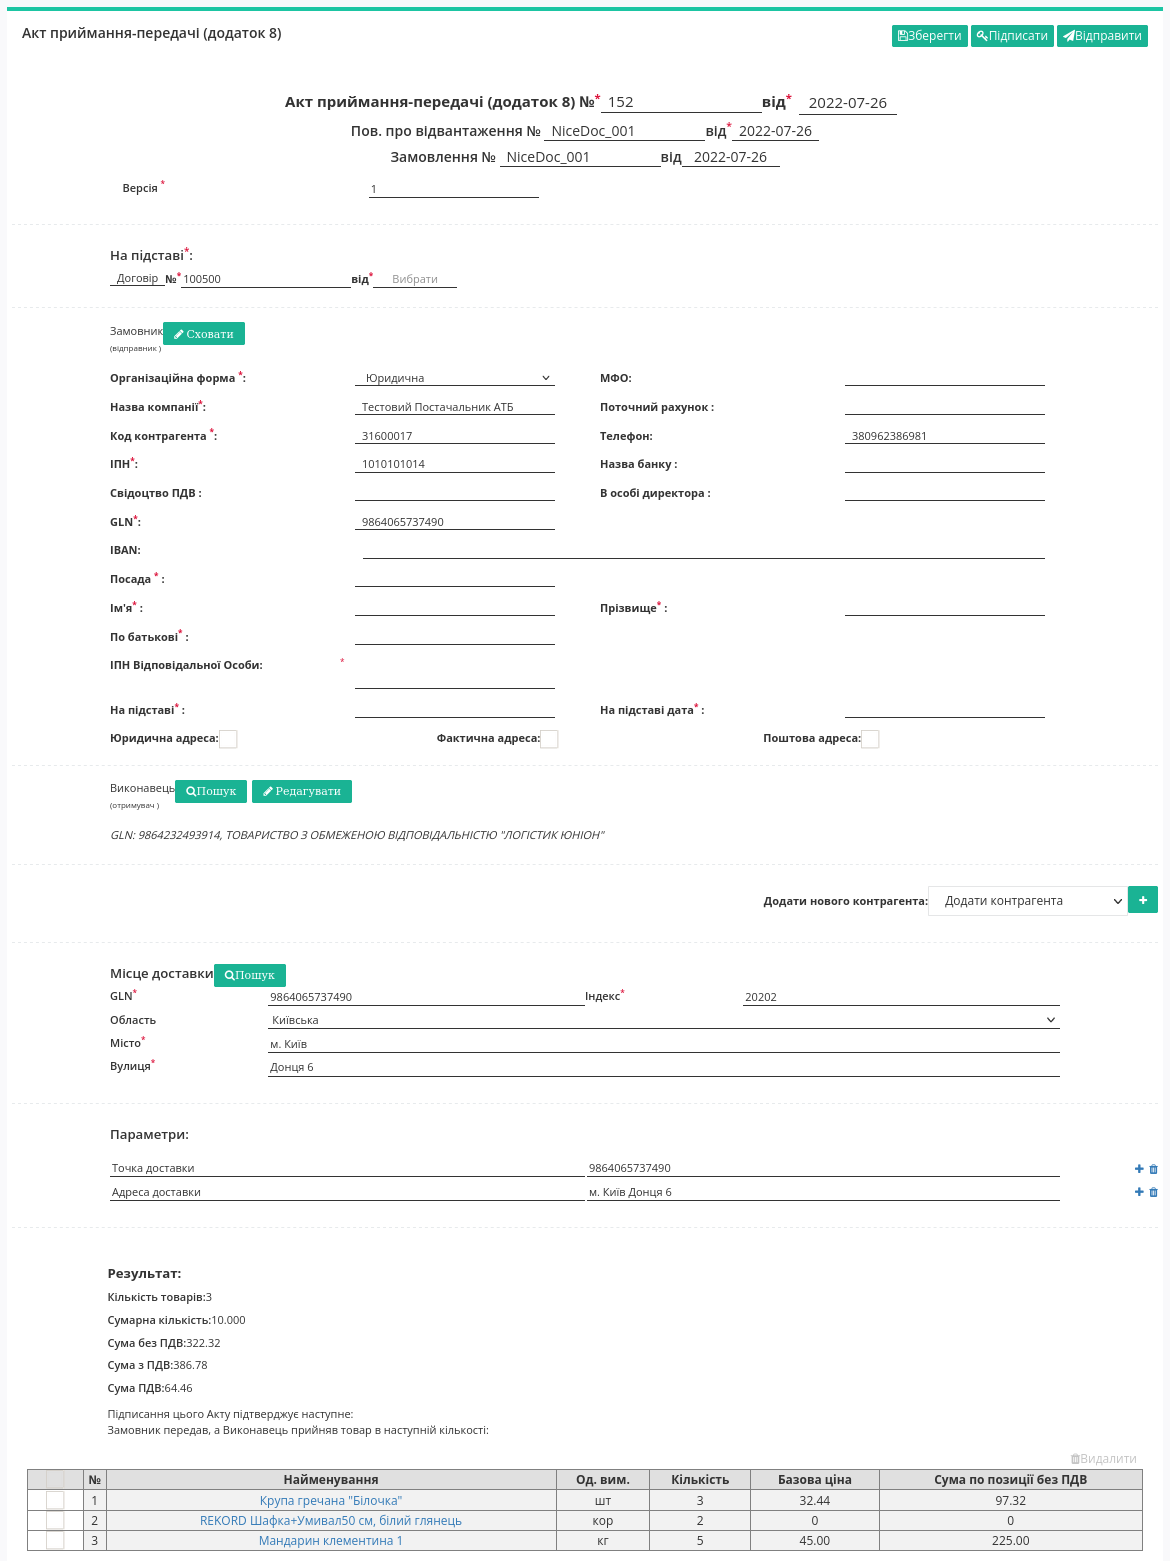 Акт приймання-передачі (додаток 8) Зберегти Підписати Відправити
Акт приймання-передачі (додаток 8) №* 152 від* 2022-07-26
Пов. про відвантаження № NiceDoc_001 від* 2022-07-26
Замовлення № NiceDoc_001 від 2022-07-26
Версія * 1
На підставі*:
Договір №* 100500 від* Вибрати
Замовник Сховати
(відправник )
Організаційна форма *: Юридична МФО:
Назва компанії*: Тестовий Постачальник АТБ Поточний рахунок :
Код контрагента *: 31600017 Телефон: 380962386981
ІПН*: 1010101014 Назва банку :
Свідоцтво ПДВ : В особі директора :
GLN*: 9864065737490
IBAN:
Посада * :
Ім'я* : Прізвище* :
По батькові* :
ІПН Відповідальної Особи: *
На підставі* : На підставі дата* :
Юридична адреса: Фактична адреса: Поштова адреса:
Виконавець Пошук Редагувати
(отримувач )
GLN: 9864232493914, ТОВАРИСТВО З ОБМЕЖЕНОЮ ВІДПОВІДАЛЬНІСТЮ "ЛОГІСТИК ЮНІОН"
Додати нового контрагента: Додати контрагента +
Місце доставки Пошук
GLN* 9864065737490 Індекс* 20202
Область Київська
Місто* м. Київ
Вулиця* Донця 6
Параметри:
Точка доставки 9864065737490
Адреса доставки м. Київ Донця 6
Результат:
Кількість товарів:3
Сумарна кількість:10.000
Сума без ПДВ:322.32
Сума з ПДВ:386.78
Сума ПДВ:64.46
Підписання цього Акту підтверджує наступне:
Замовник передав, а Виконавець прийняв товар в наступній кількості:
Видалити
№ Найменування Од. вим. Кількість Базова ціна Сума по позиції без ПДВ
1 Крупа гречана "Білочка" шт 3 32.44 97.32
2 REKORD Шафка+Умивал50 см, білий глянець кор 2 0 0
3 Мандарин клементина 1 кг 5 45.00 225.00